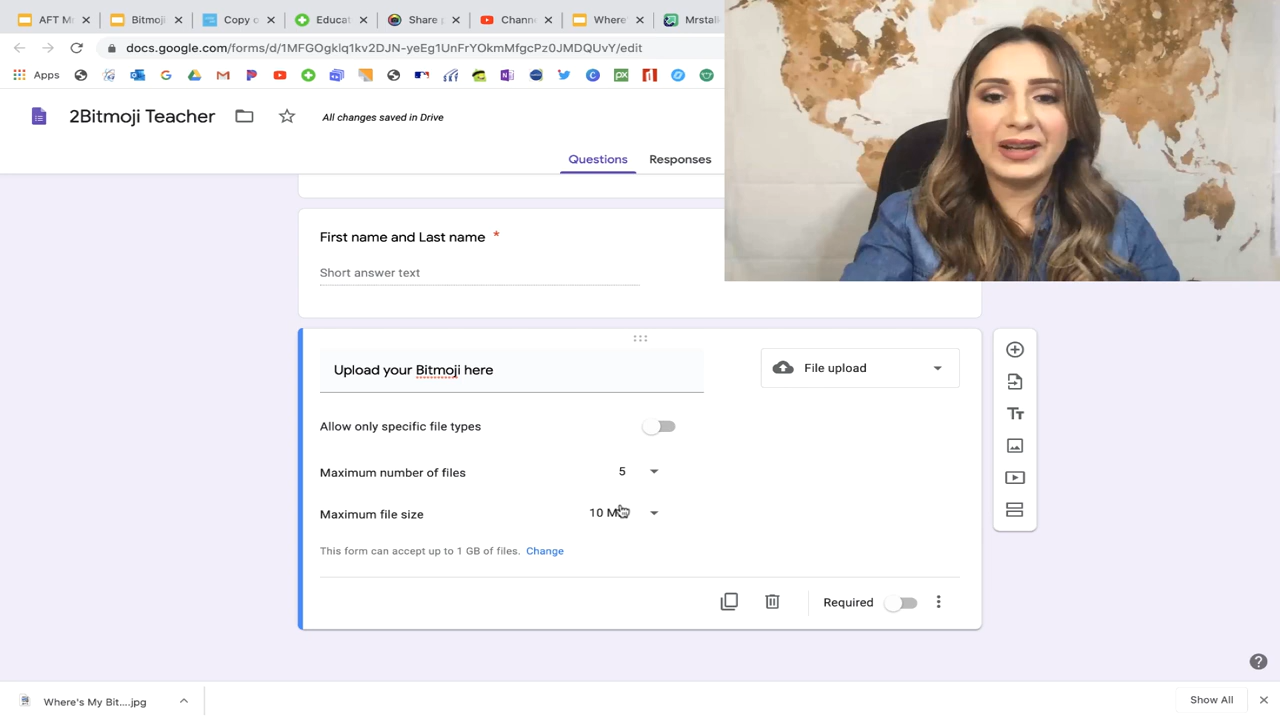 AFT M
Bitmoji
Copy o
Educat
Share p
Chann
Where'
Mrstalk
docs.google.com/forms/d/1MFGOgklq1kv2DJN-yeEg1UnFrYOkmMfgcPz0JMDQUvY/edit
Apps
2Bitmoji Teacher
All changes saved in Drive
Questions Responses
First name and Last name *
Short answer text
Upload your Bitmoji here
File upload
Allow only specific file types
Maximum number of files 5
Maximum file size 10 M
This form can accept up to 1 GB of files. Change
Required
Where's My Bit....jpg
Show All